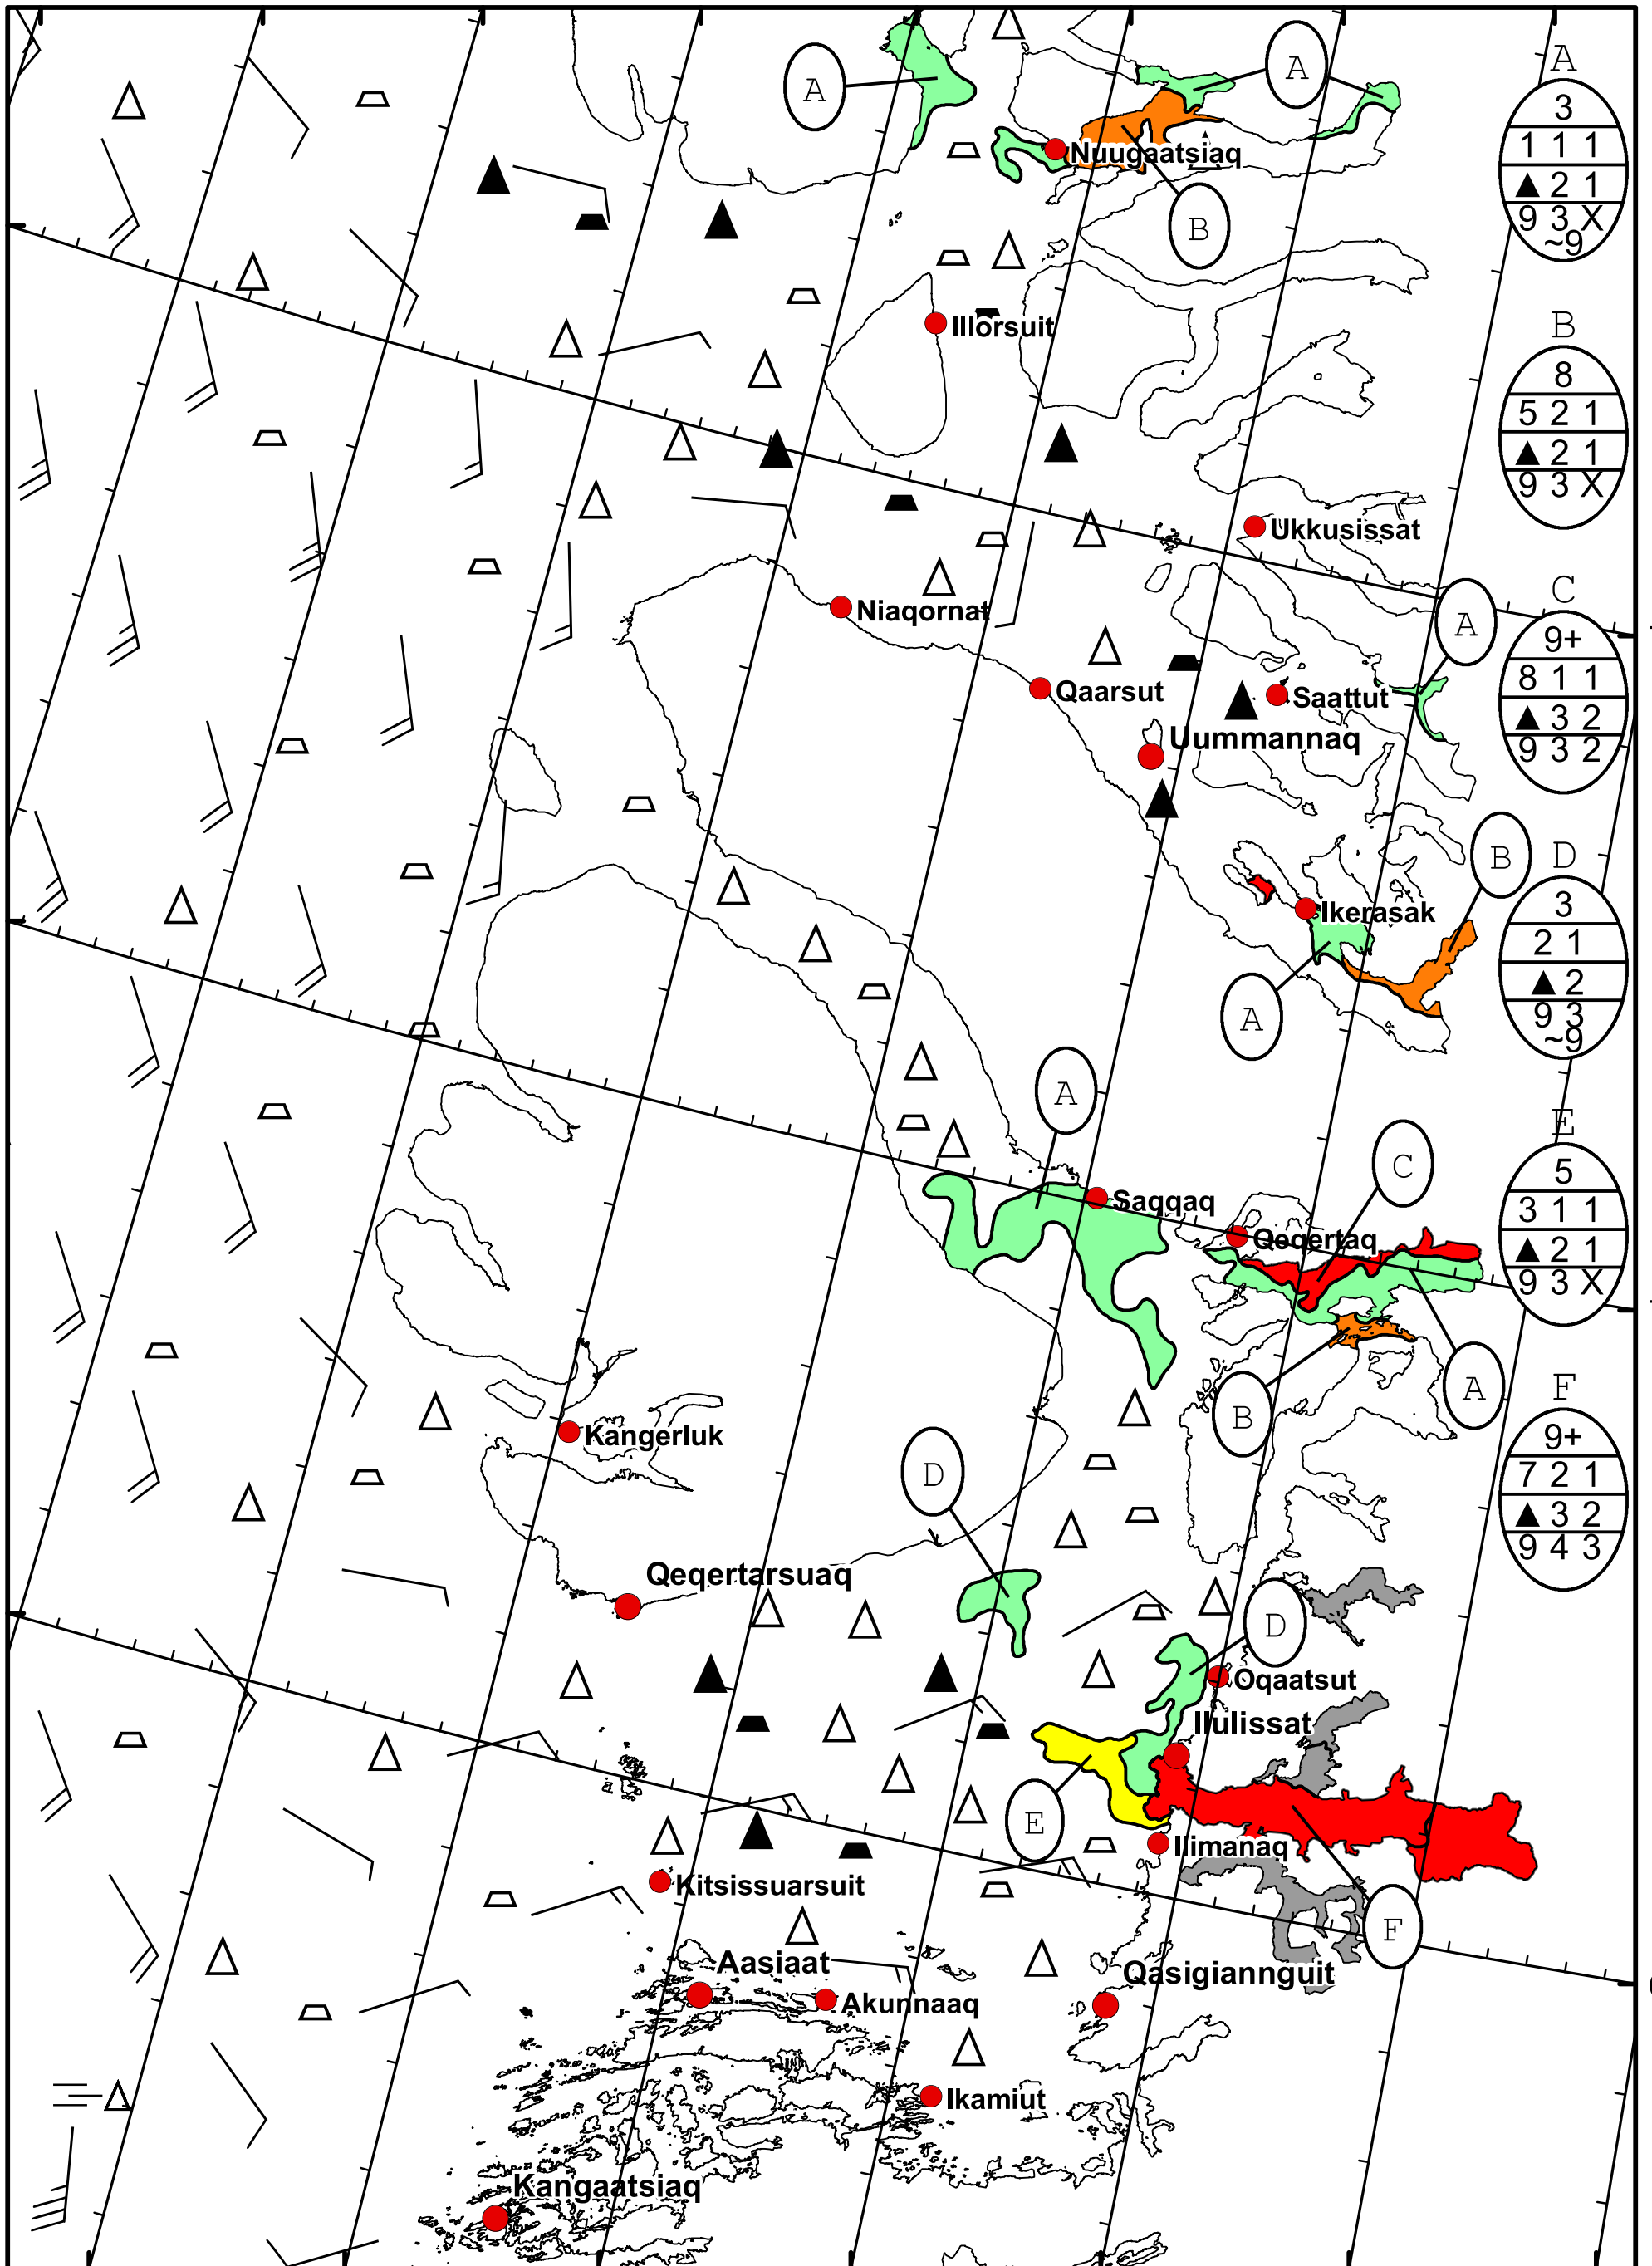 A
A
A
3
1 1 1
▲ 2 1
9 3 X
~9
Nuugaatsiaq
B
Illorsuit
B
8
5 2 1
▲ 2 1
9 3 X
Ukkusissat
Niaqornat
A
C
9+
8 1 1
▲ 3 2
9 3 2
Qaarsut
Saattut
Uummannaq
B
D
3
2 1
▲ 2
9 3
~9
Ikerasak
A
A
Saqqaq
C
Qeqertaq
E
5
3 1 1
▲ 2 1
9 3 X
B
A
Kangerluk
D
F
9+
7 2 1
▲ 3 2
9 4 3
Qeqertarsuaq
D
Oqaatsut
Ilulissat
E
Ilimanaq
Kitsissuarsuit
F
Aasiaat
Qasigiannguit
Akunnaaq
Ikamiut
Kangaatsiaq